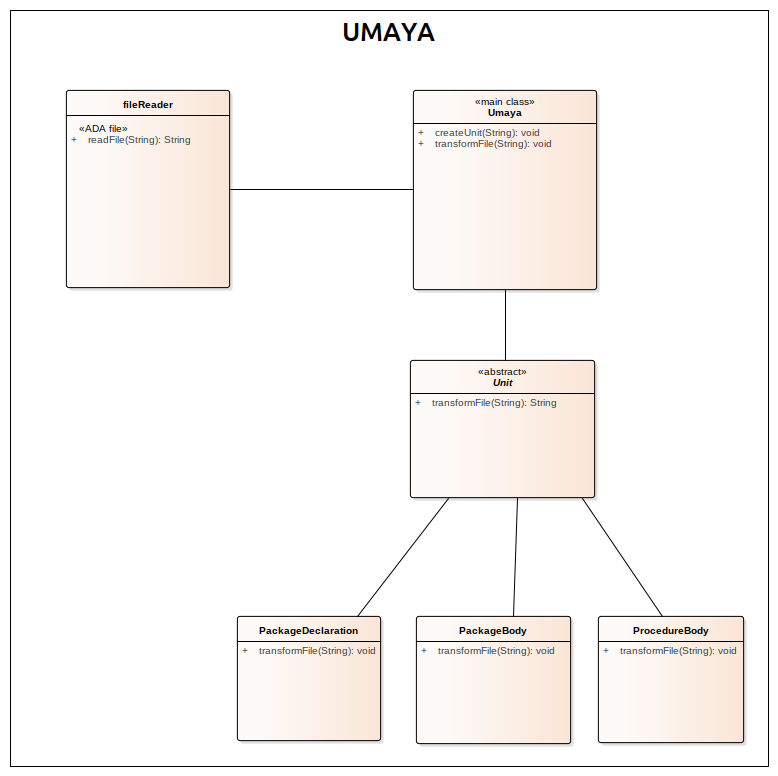 UMAYA
fileReader
«ADA file»
+ readFile(String): String
«main class»
Umaya
+ createUnit(String): void
+ transformFile(String): void
«abstract»
Unit
+ transformFile(String): String
PackageDeclaration
+ transformFile(String): void
PackageBody
+ transformFile(String): void
ProcedureBody
+ transformFile(String): void